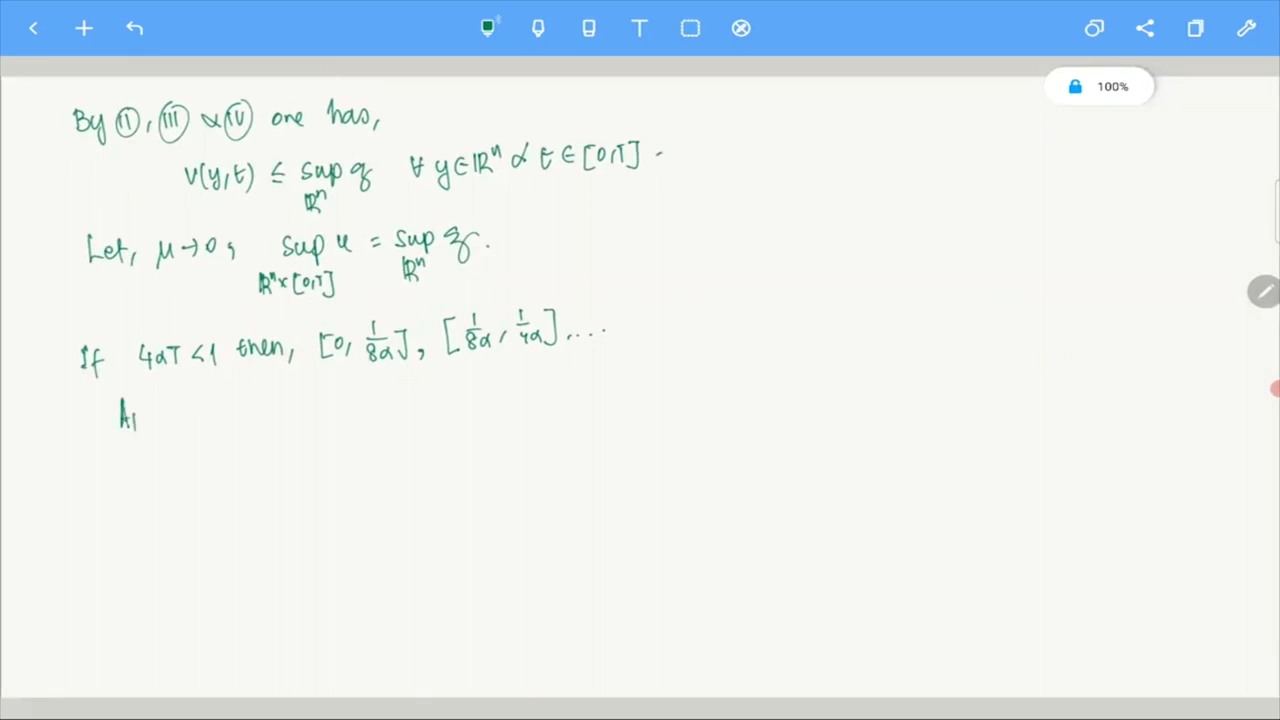 100%
By (II), (III) & (IV) one has,
v(y,t) ≤ sup g ∀ y∈ℝⁿ & t ∈ [0,T] .
ℝⁿ
Let, μ→0, sup u = sup g.
ℝⁿ×[0,T] ℝⁿ
If 4aT < 1 then, [0, 1/8a], [1/8a, 1/4a], ....